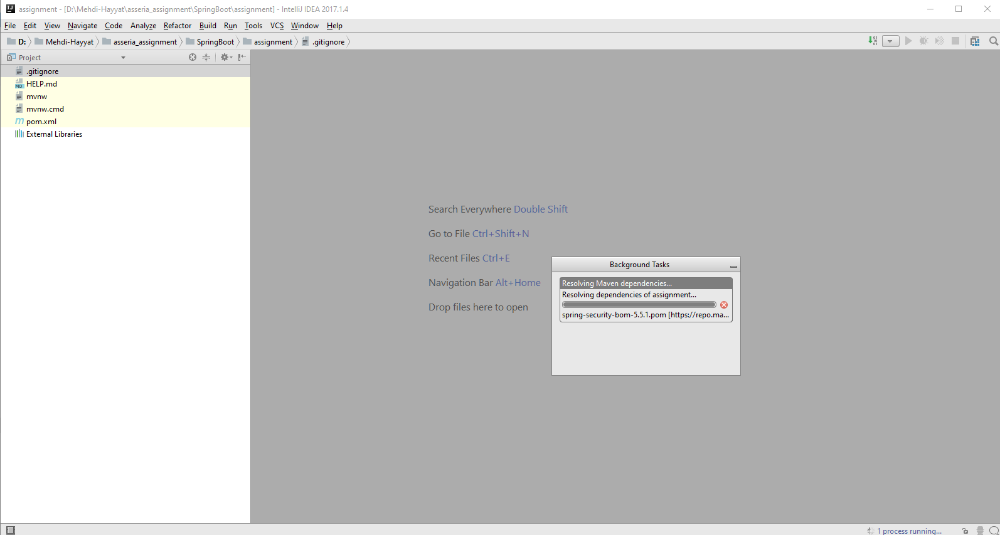 assignment - [D:\Mehdi-Hayyat\asseria_assignment\SpringBoot\assignment] - IntelliJ IDEA 2017.1.4
File Edit View Navigate Code Analyze Refactor Build Run Tools VCS Window Help
D: Mehdi-Hayyat asseria_assignment SpringBoot assignment .gitignore
Project
.gitignore
HELP.md
mvnw
mvnw.cmd
pom.xml
External Libraries
Search Everywhere Double Shift
Go to File Ctrl+Shift+N
Recent Files Ctrl+E
Navigation Bar Alt+Home
Drop files here to open
Background Tasks
Resolving Maven dependencies...
Resolving dependencies of assignment...
spring-security-bom-5.5.1.pom [https://repo.ma...
1 process running...